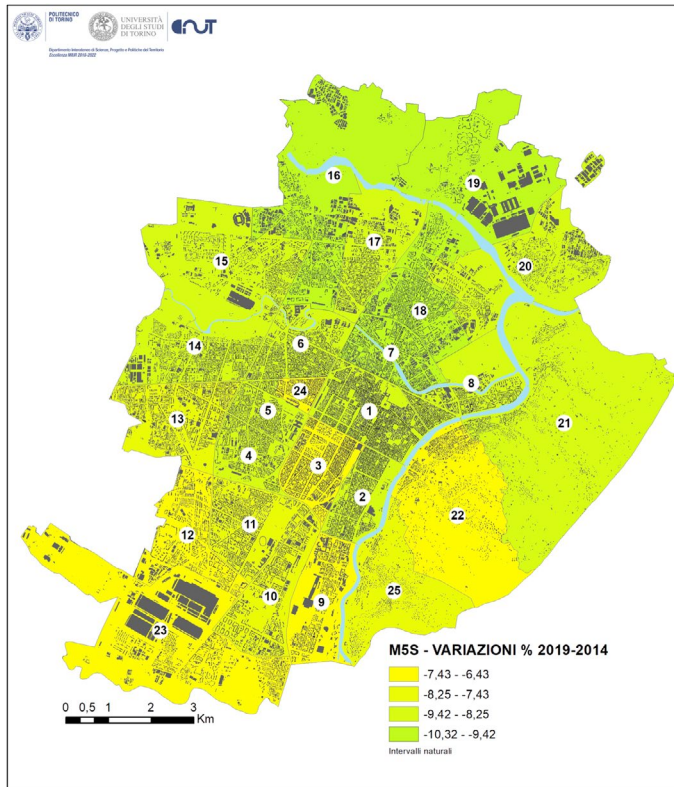 POLITECNICO
DI TORINO
UNIVERSITÀ
DEGLI STUDI
DI TORINO
Dipartimento Interateneo di Scienze, Progetto e Politiche del Territorio
Eccellenza MIUR 2018-2022
16
19
17
15
20
18
14
6
7
24
8
1
5
13
21
4
3
2
11
22
12
10
25
9
23
M5S - VARIAZIONI % 2019-2014
-7,43 - -6,43
-8,25 - -7,43
-9,42 - -8,25
-10,32 - -9,42
Intervalli naturali
0 0,5 1 2 3
Km